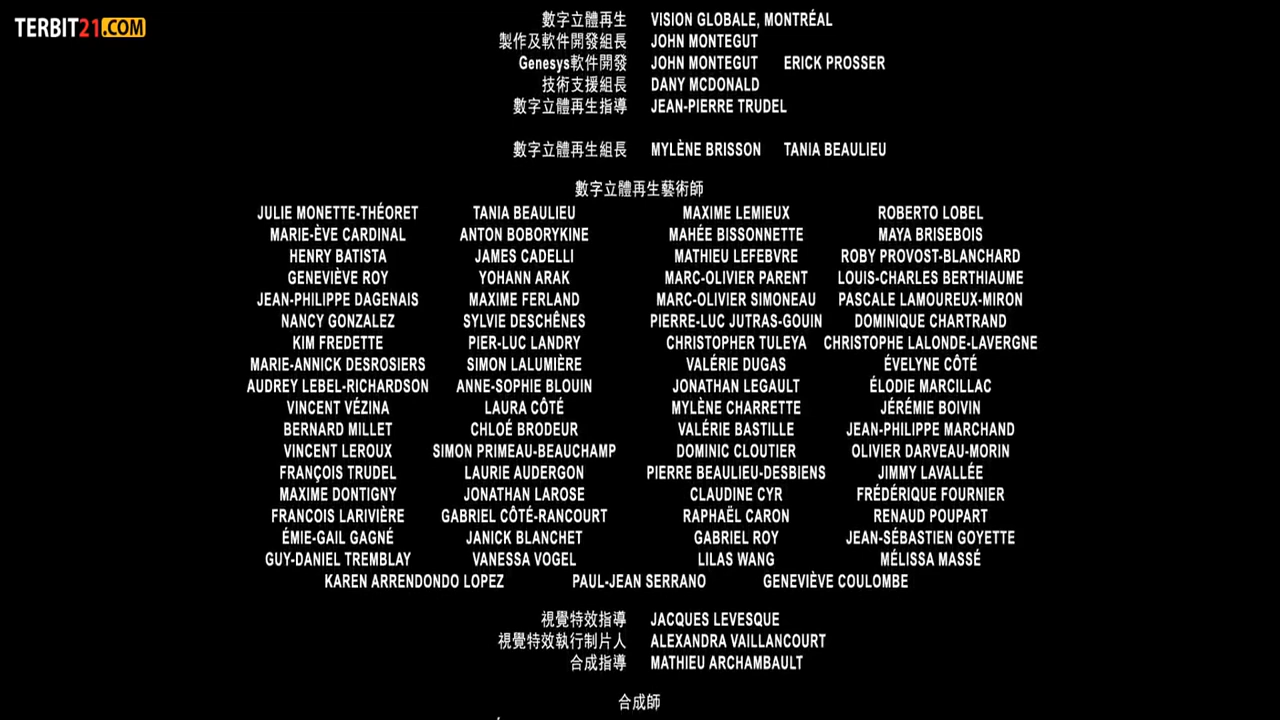 TERBIT21.COM
數字立體再生 VISION GLOBALE, MONTRÉAL
製作及軟件開發組長 JOHN MONTEGUT
Genesys軟件開發 JOHN MONTEGUT ERICK PROSSER
技術支援組長 DANY MCDONALD
數字立體再生指導 JEAN-PIERRE TRUDEL
數字立體再生組長 MYLÈNE BRISSON TANIA BEAULIEU
數字立體再生藝術師
JULIE MONETTE-THÉORET TANIA BEAULIEU MAXIME LEMIEUX ROBERTO LOBEL
MARIE-ÈVE CARDINAL ANTON BOBORYKINE MAHÉE BISSONNETTE MAYA BRISEBOIS
HENRY BATISTA JAMES CADELLI MATHIEU LEFEBVRE ROBY PROVOST-BLANCHARD
GENEVIÈVE ROY YOHANN ARAK MARC-OLIVIER PARENT LOUIS-CHARLES BERTHIAUME
JEAN-PHILIPPE DAGENAIS MAXIME FERLAND MARC-OLIVIER SIMONEAU PASCALE LAMOUREUX-MIRON
NANCY GONZALEZ SYLVIE DESCHÊNES PIERRE-LUC JUTRAS-GOUIN DOMINIQUE CHARTRAND
KIM FREDETTE PIER-LUC LANDRY CHRISTOPHER TULEYA CHRISTOPHE LALONDE-LAVERGNE
MARIE-ANNICK DESROSIERS SIMON LALUMIÈRE VALÉRIE DUGAS ÉVELYNE CÔTÉ
AUDREY LEBEL-RICHARDSON ANNE-SOPHIE BLOUIN JONATHAN LEGAULT ÉLODIE MARCILLAC
VINCENT VÉZINA LAURA CÔTÉ MYLÈNE CHARRETTE JÉRÉMIE BOIVIN
BERNARD MILLET CHLOÉ BRODEUR VALÉRIE BASTILLE JEAN-PHILIPPE MARCHAND
VINCENT LEROUX SIMON PRIMEAU-BEAUCHAMP DOMINIC CLOUTIER OLIVIER DARVEAU-MORIN
FRANÇOIS TRUDEL LAURIE AUDERGON PIERRE BEAULIEU-DESBIENS JIMMY LAVALLÉE
MAXIME DONTIGNY JONATHAN LAROSE CLAUDINE CYR FRÉDÉRIQUE FOURNIER
FRANCOIS LARIVIÈRE GABRIEL CÔTÉ-RANCOURT RAPHAËL CARON RENAUD POUPART
ÉMIE-GAIL GAGNÉ JANICK BLANCHET GABRIEL ROY JEAN-SÉBASTIEN GOYETTE
GUY-DANIEL TREMBLAY VANESSA VOGEL LILAS WANG MÉLISSA MASSÉ
KAREN ARRENDONDO LOPEZ PAUL-JEAN SERRANO GENEVIÈVE COULOMBE
視覺特效指導 JACQUES LEVESQUE
視覺特效執行制片人 ALEXANDRA VAILLANCOURT
合成指導 MATHIEU ARCHAMBAULT
合成師